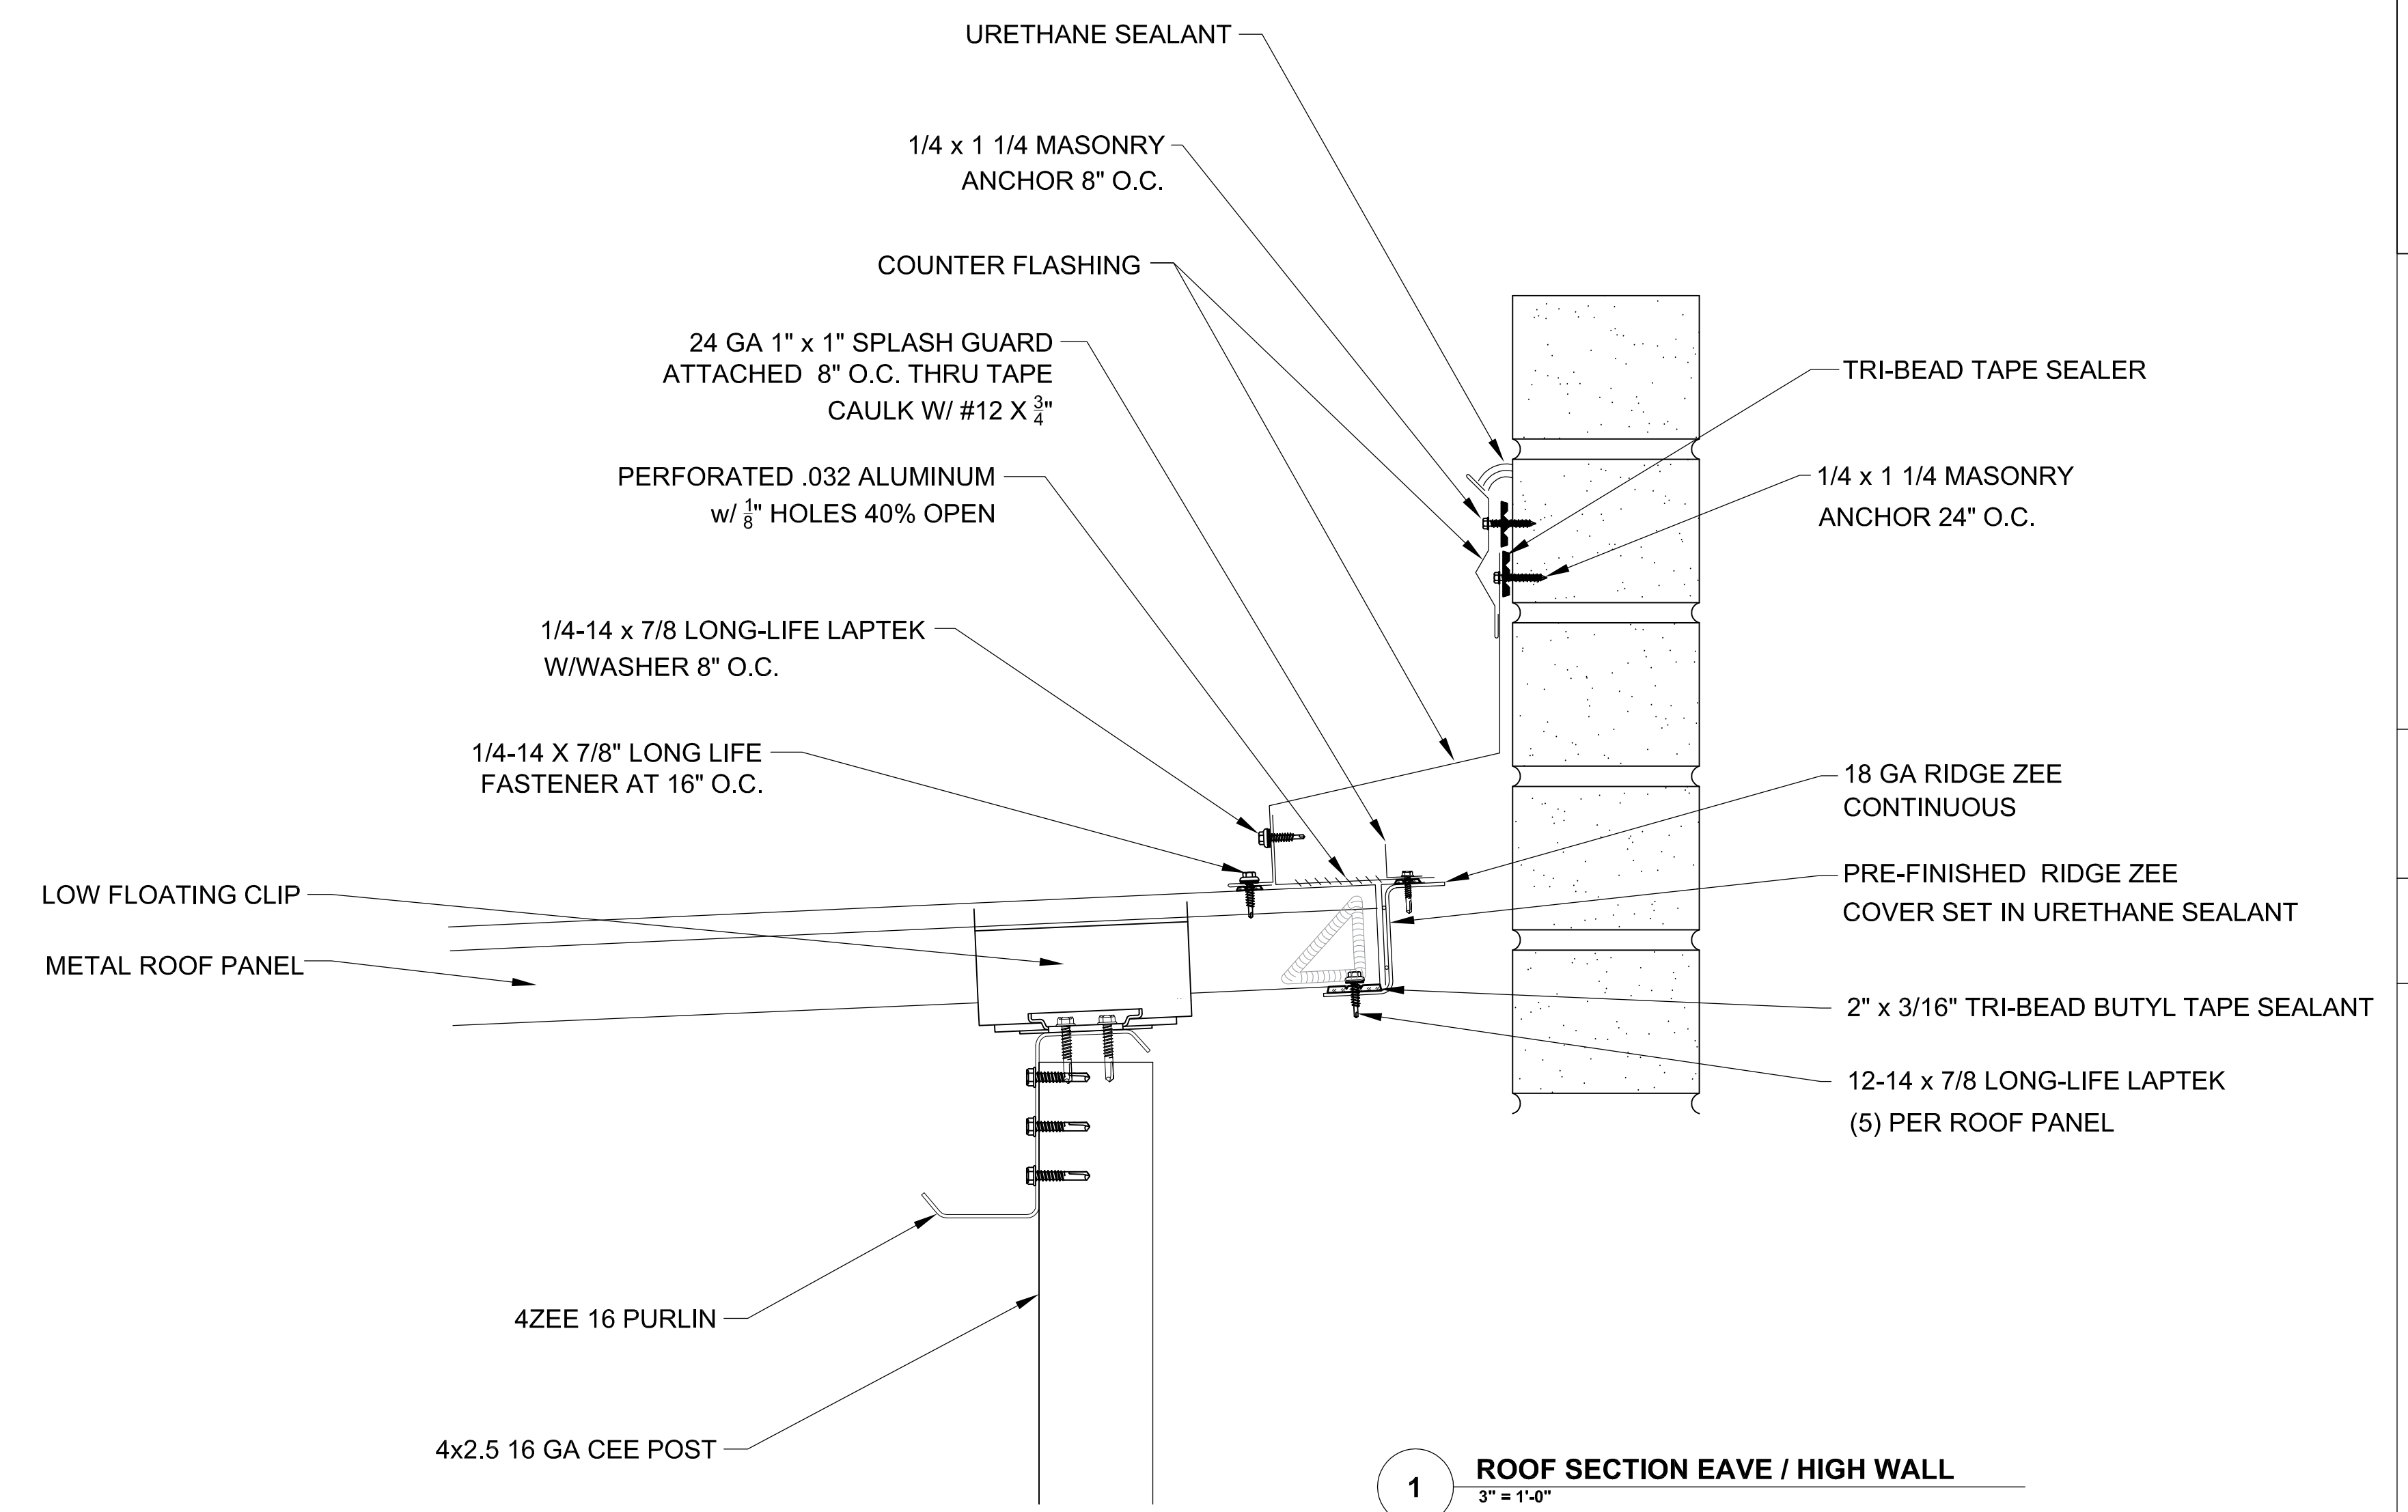 URETHANE SEALANT
1/4 x 1 1/4 MASONRY
ANCHOR 8" O.C.
COUNTER FLASHING
24 GA 1" x 1" SPLASH GUARD
ATTACHED 8" O.C. THRU TAPE
CAULK W/ #12 X 3/4"
PERFORATED .032 ALUMINUM
w/ 1/8" HOLES 40% OPEN
1/4-14 x 7/8 LONG-LIFE LAPTEK
W/WASHER 8" O.C.
1/4-14 X 7/8" LONG LIFE
FASTENER AT 16" O.C.
LOW FLOATING CLIP
METAL ROOF PANEL
4ZEE 16 PURLIN
4x2.5 16 GA CEE POST
TRI-BEAD TAPE SEALER
1/4 x 1 1/4 MASONRY
ANCHOR 24" O.C.
18 GA RIDGE ZEE
CONTINUOUS
PRE-FINISHED RIDGE ZEE
COVER SET IN URETHANE SEALANT
2" x 3/16" TRI-BEAD BUTYL TAPE SEALANT
12-14 x 7/8 LONG-LIFE LAPTEK
(5) PER ROOF PANEL
1
ROOF SECTION EAVE / HIGH WALL
3" = 1'-0"